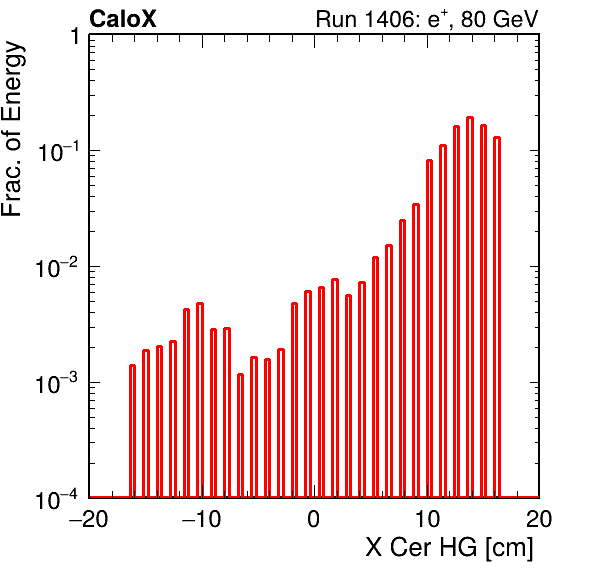 CaloX Run 1406: e⁺, 80 GeV
Frac. of Energy
1
10⁻¹
10⁻²
10⁻³
10⁻⁴
−20 −10 0 10 20
X Cer HG [cm]